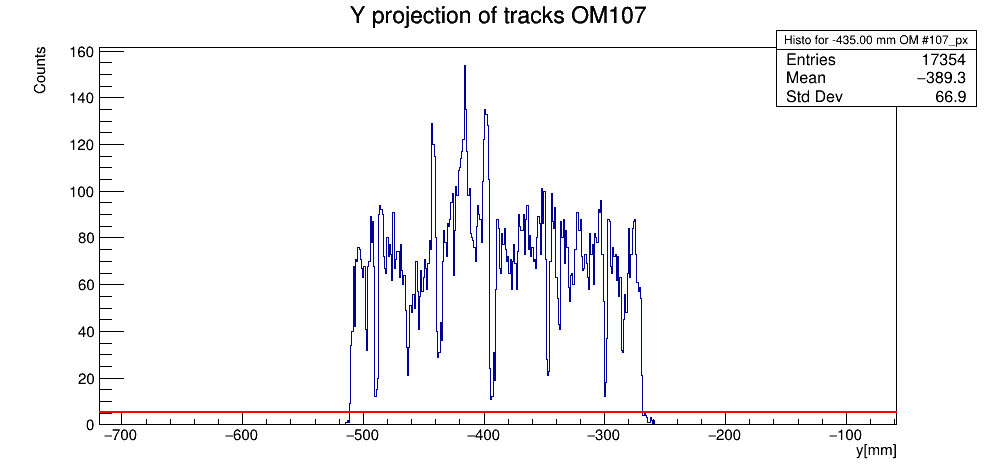 Y projection of tracks OM107
Histo for -435.00 mm OM #107_px
Entries 17354
Mean −389.3
Std Dev 66.9
Counts
160
140
120
100
80
60
40
20
0
−700 −600 −500 −400 −300 −200 −100
y[mm]